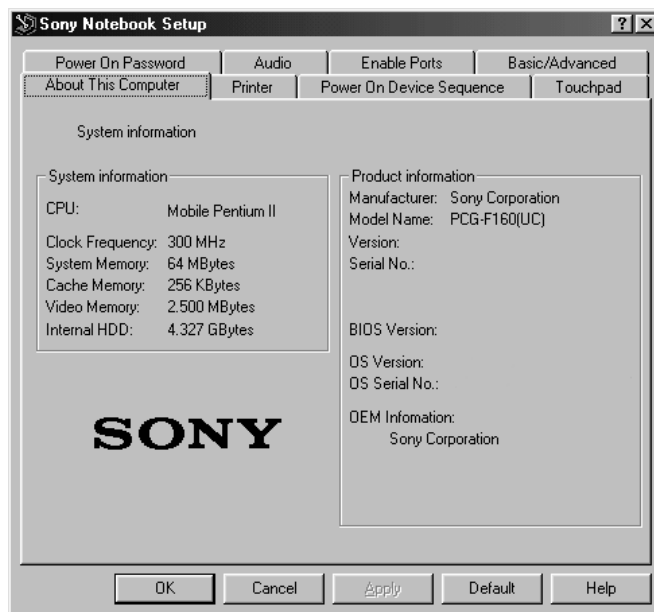 Sony Notebook Setup
Power On Password Audio Enable Ports Basic/Advanced
About This Computer Printer Power On Device Sequence Touchpad
System information
System information
CPU: Mobile Pentium II
Clock Frequency: 300 MHz
System Memory: 64 MBytes
Cache Memory: 256 KBytes
Video Memory: 2.500 MBytes
Internal HDD: 4.327 GBytes
SONY
Product information
Manufacturer: Sony Corporation
Model Name: PCG-F160(UC)
Version:
Serial No.:
BIOS Version:
OS Version:
OS Serial No.:
OEM Infomation:
Sony Corporation
OK Cancel Apply Default Help